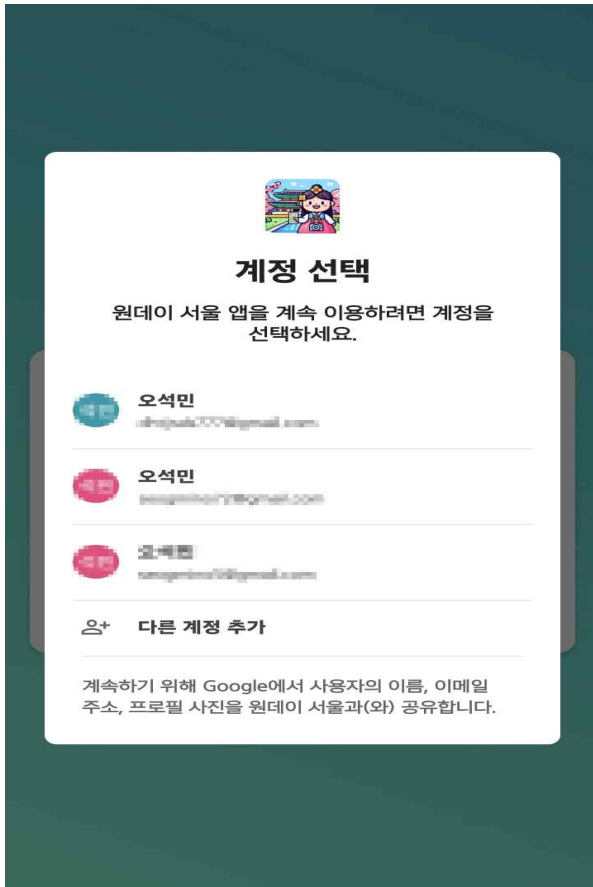 계정 선택
원데이 서울 앱을 계속 이용하려면 계정을
선택하세요.
오석민
오석민
다른 계정 추가
계속하기 위해 Google에서 사용자의 이름, 이메일
주소, 프로필 사진을 원데이 서울과(와) 공유합니다.